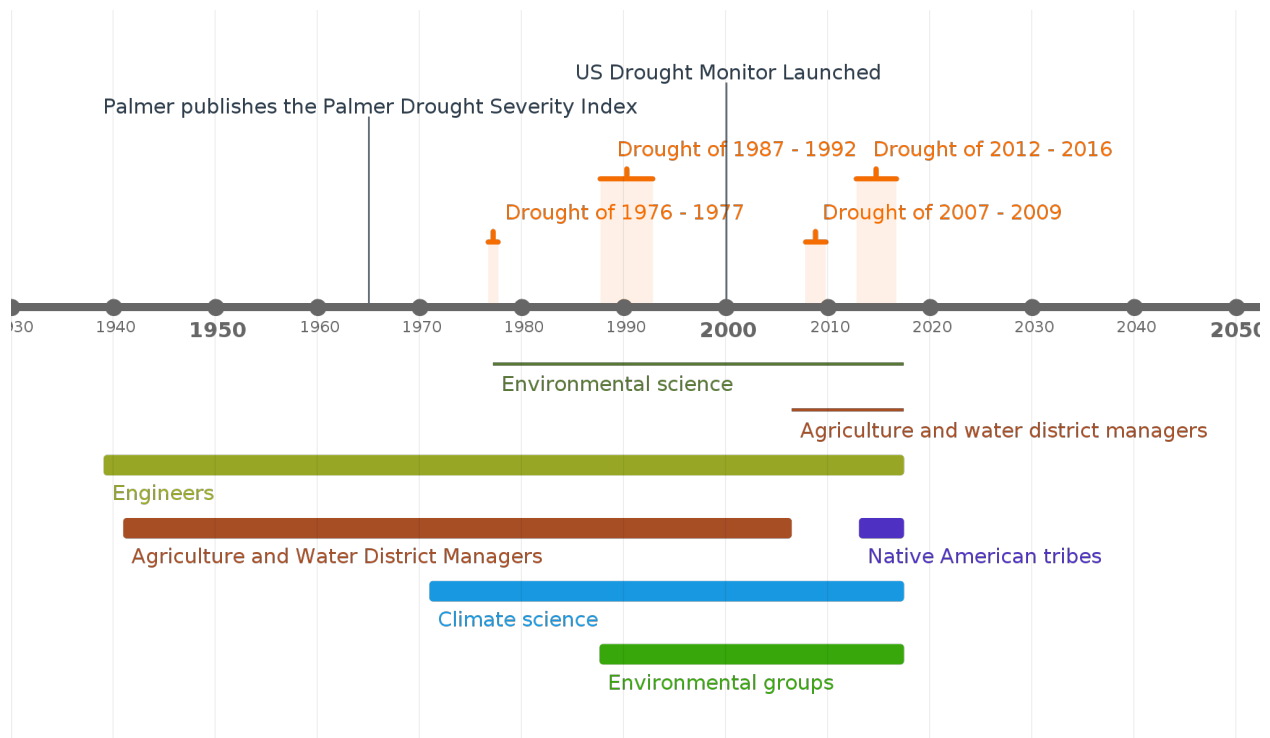 US Drought Monitor Launched
Palmer publishes the Palmer Drought Severity Index
Drought of 1987 - 1992 Drought of 2012 - 2016
Drought of 1976 - 1977 Drought of 2007 - 2009
030 1940 1950 1960 1970 1980 1990 2000 2010 2020 2030 2040 2050
Environmental science
Agriculture and water district managers
Engineers
Agriculture and Water District Managers Native American tribes
Climate science
Environmental groups